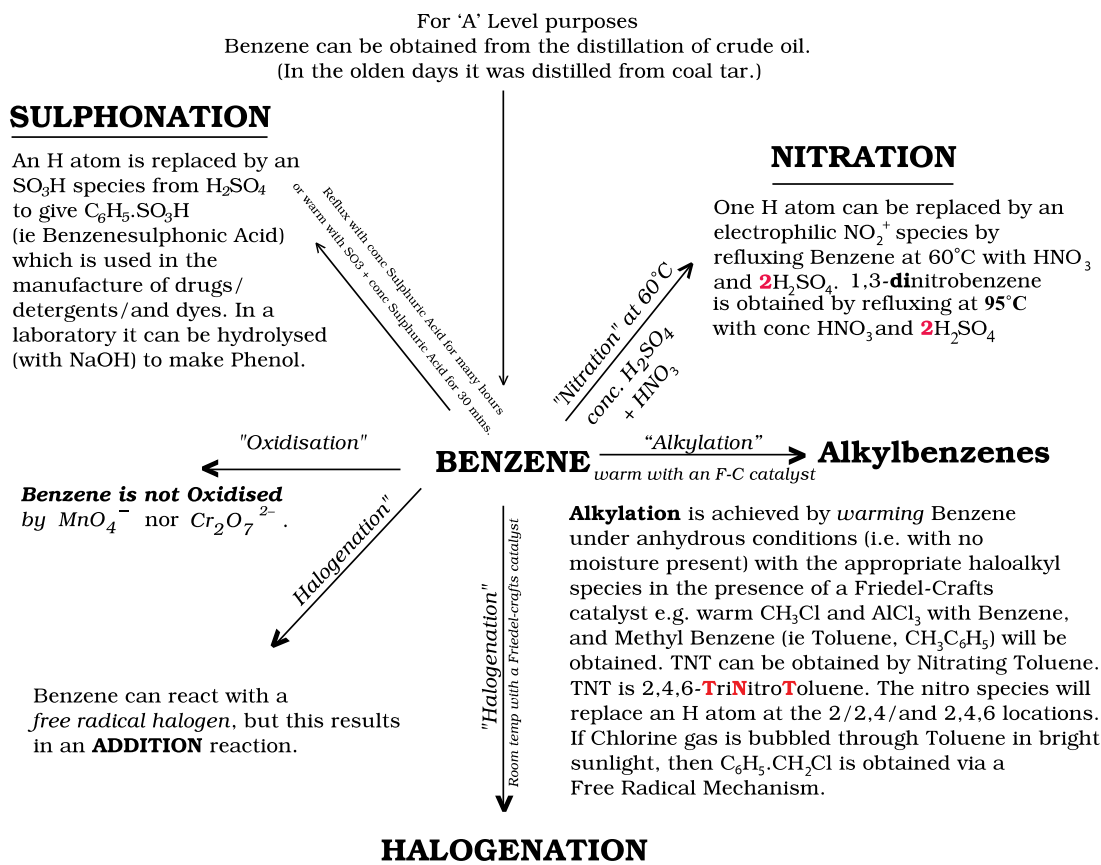 For ‘A’ Level purposes
Benzene can be obtained from the distillation of crude oil.
(In the olden days it was distilled from coal tar.)
SULPHONATION
An H atom is replaced by an
SO₃H species from H₂SO₄
to give C₆H₅.SO₃H
(ie Benzenesulphonic Acid)
which is used in the
manufacture of drugs/
detergents/and dyes. In a
laboratory it can be hydrolysed
(with NaOH) to make Phenol.
Reflux with conc Sulphuric Acid for many hours
or warm with SO3 + conc Sulphuric Acid for 30 mins.
NITRATION
One H atom can be replaced by an
electrophilic NO₂⁺ species by
refluxing Benzene at 60°C with HNO₃
and 2H₂SO₄. 1,3-dinitrobenzene
is obtained by refluxing at 95°C
with conc HNO₃ and 2H₂SO₄
"Nitration" at 60°C
conc. H₂SO₄
+ HNO₃
"Oxidisation"
BENZENE
“Alkylation”
warm with an F-C catalyst
Alkylbenzenes
Benzene is not Oxidised
by MnO₄⁻ nor Cr₂O₇²⁻.
Halogenation"
Benzene can react with a
free radical halogen, but this results
in an ADDITION reaction.
"Halogenation"
Room temp with a Friedel-crafts catalyst
Alkylation is achieved by warming Benzene
under anhydrous conditions (i.e. with no
moisture present) with the appropriate haloalkyl
species in the presence of a Friedel-Crafts
catalyst e.g. warm CH₃Cl and AlCl₃ with Benzene,
and Methyl Benzene (ie Toluene, CH₃C₆H₅) will be
obtained. TNT can be obtained by Nitrating Toluene.
TNT is 2,4,6-TriNitroToluene. The nitro species will
replace an H atom at the 2/2,4/and 2,4,6 locations.
If Chlorine gas is bubbled through Toluene in bright
sunlight, then C₆H₅.CH₂Cl is obtained via a
Free Radical Mechanism.
HALOGENATION